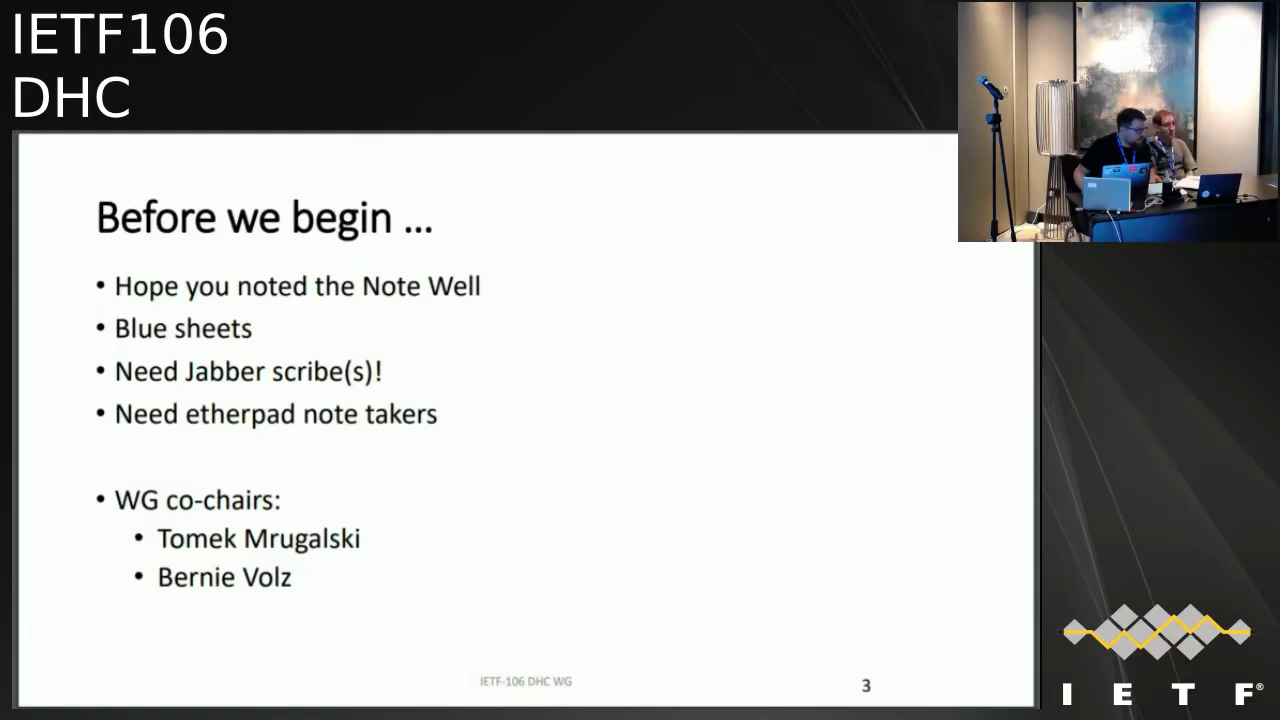 IETF106
DHC
Before we begin ...
• Hope you noted the Note Well
• Blue sheets
• Need Jabber scribe(s)!
• Need etherpad note takers
• WG co-chairs:
• Tomek Mrugalski
• Bernie Volz
IETF-106 DHC WG
3
I E T F®